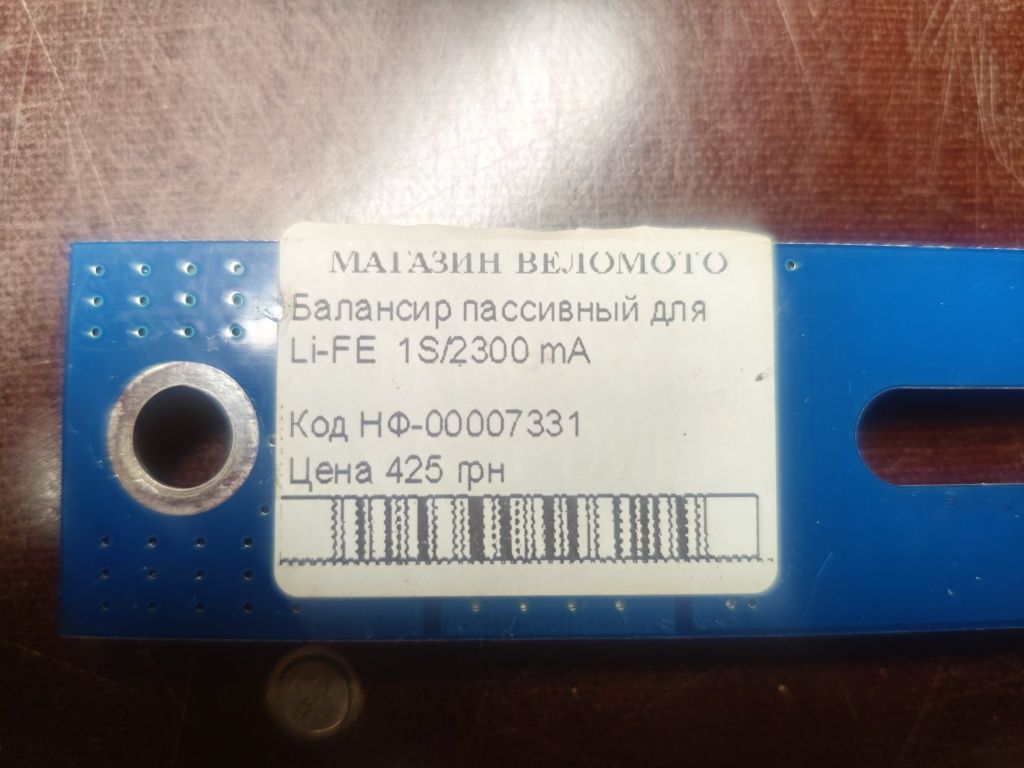 МАГАЗИН ВЕЛОМОТО
Балансир пассивный для
Li-FE 1S/2300 mA
Код НФ-00007331
Цена 425 грн